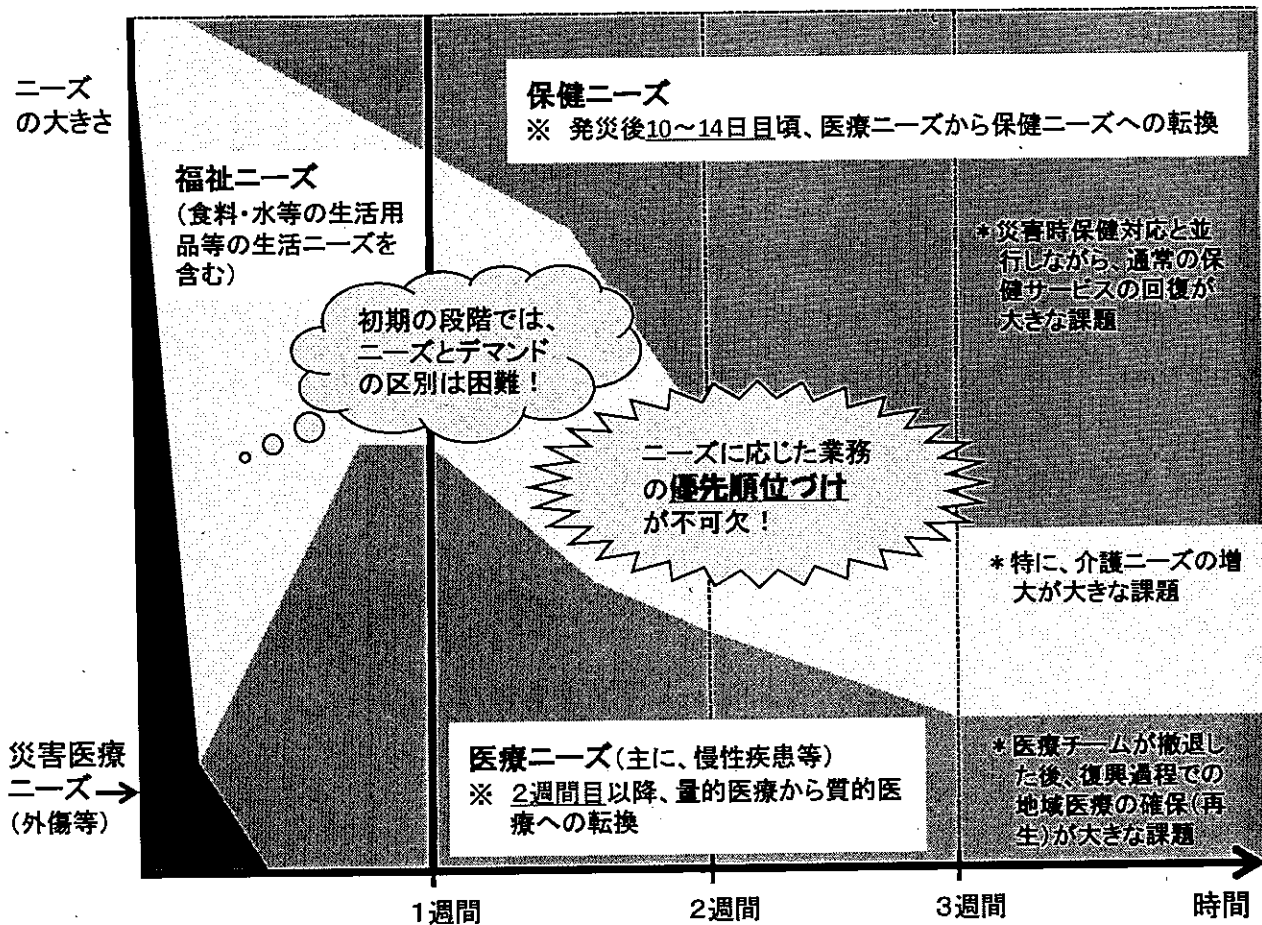 ニーズ
の大きさ
保健ニーズ
※ 発災後10～14日目頃、医療ニーズから保健ニーズへの転換
福祉ニーズ
(食料・水等の生活用
品等の生活ニーズを
含む)
*災害時保健対応と並
行しながら、通常の保
健サービスの回復が
大きな課題
初期の段階では、
ニーズとデマンド
の区別は困難！
ニーズに応じた業務
の優先順位づけ
が不可欠！
*特に、介護ニーズの増
大が大きな課題
災害医療
ニーズ→
(外傷等)
医療ニーズ(主に、慢性疾患等)
※ 2週間目以降、量的医療から質的医
療への転換
*医療チームが撤退し
た後、復興過程での
地域医療の確保(再
生)が大きな課題
1週間
2週間
3週間
時間